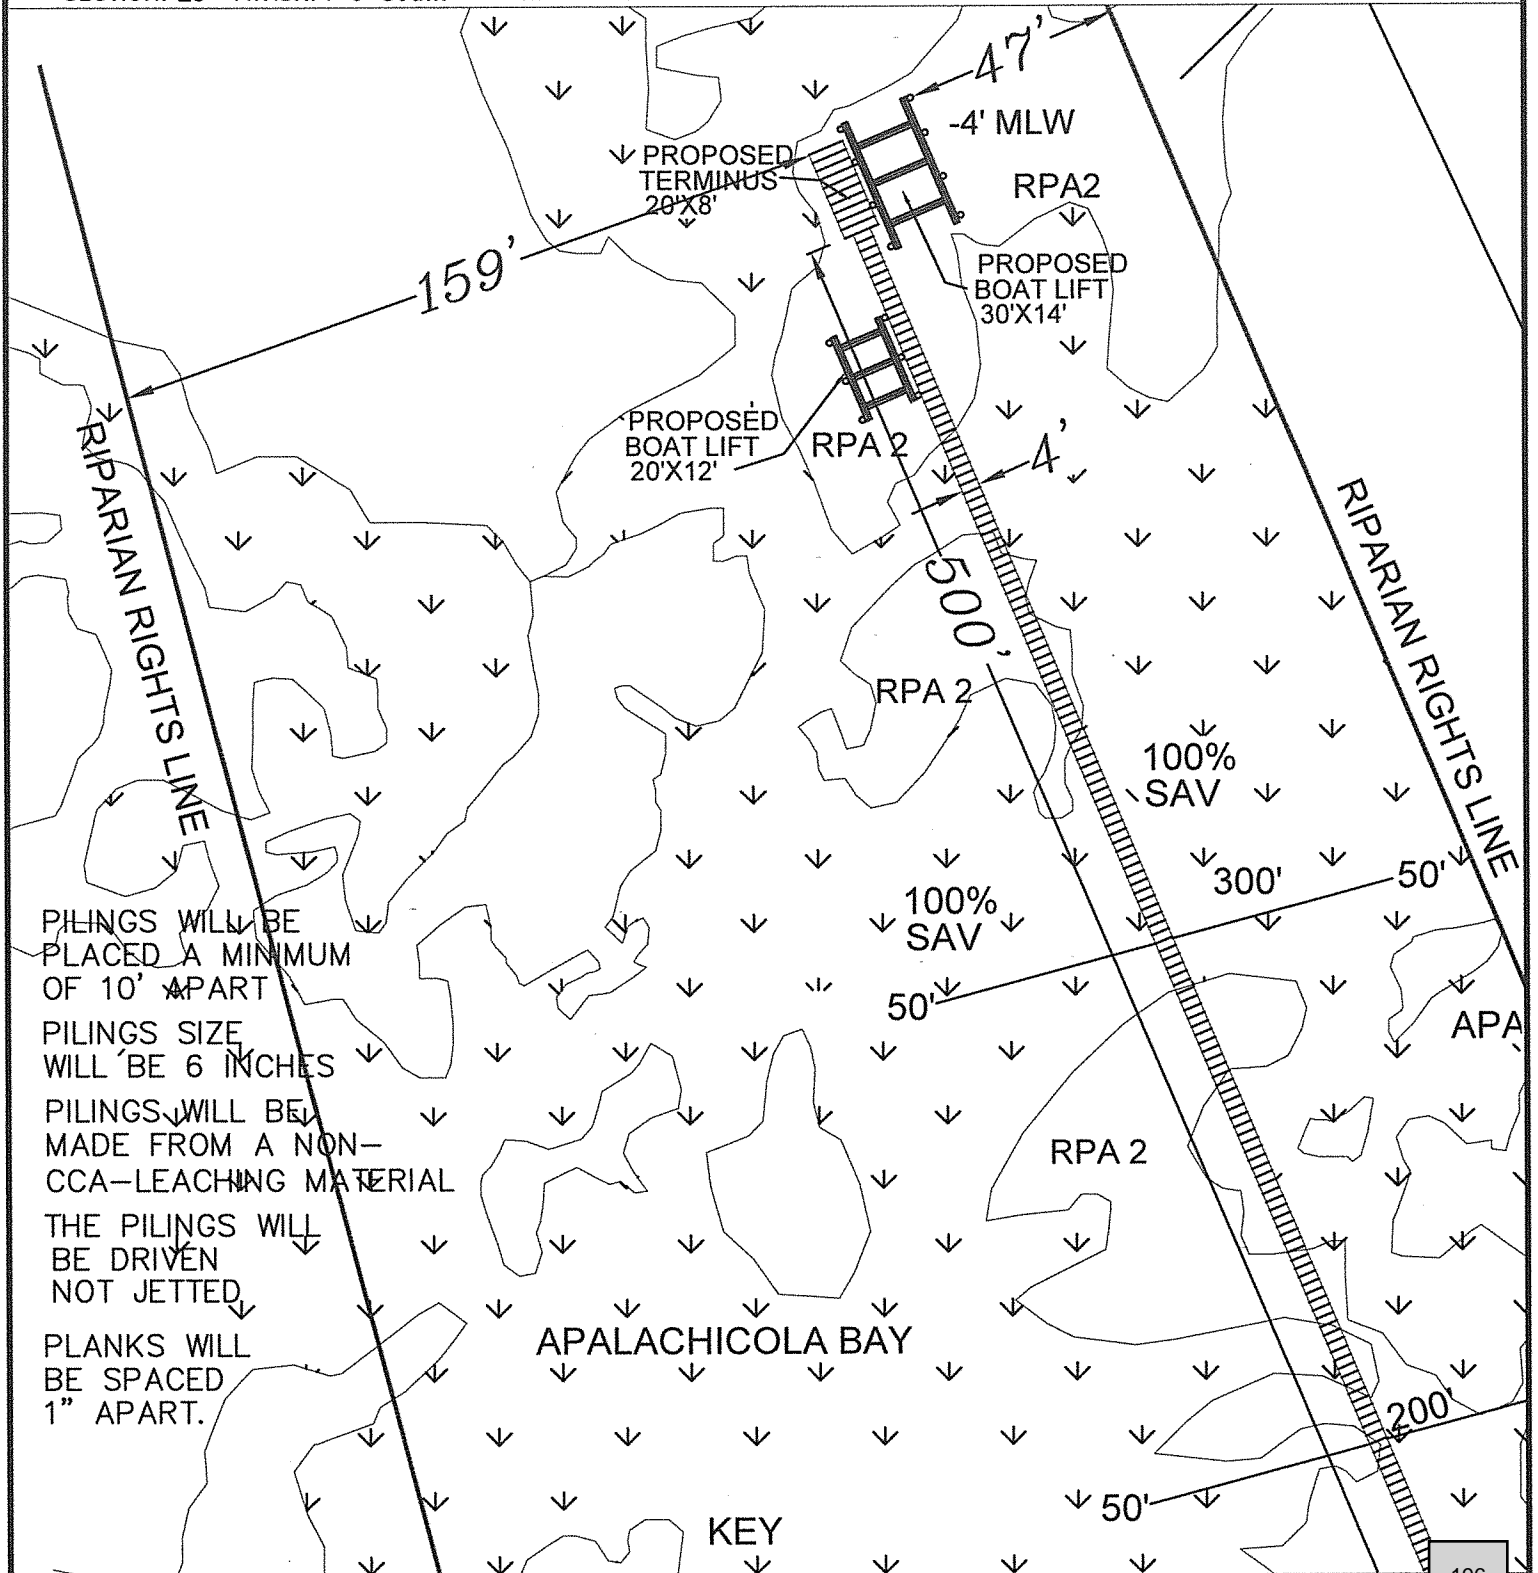 47'
-4' MLW
PROPOSED
TERMINUS
20'X8'
RPA2
159'
PROPOSED
BOAT LIFT
30'X14'
PROPOSED
BOAT LIFT
20'X12'
RPA 2
4'
RIPARIAN RIGHTS LINE
RIPARIAN RIGHTS LINE
500'
RPA 2
100%
SAV
300'
50'
100%
SAV
50'
APA
PILINGS WILL BE
PLACED A MINIMUM
OF 10' APART
PILINGS SIZE
WILL BE 6 INCHES
PILINGS WILL BE
MADE FROM A NON-
CCA-LEACHING MATERIAL
THE PILINGS WILL
BE DRIVEN
NOT JETTED
PLANKS WILL
BE SPACED
1" APART.
RPA 2
APALACHICOLA BAY
200'
50'
KEY